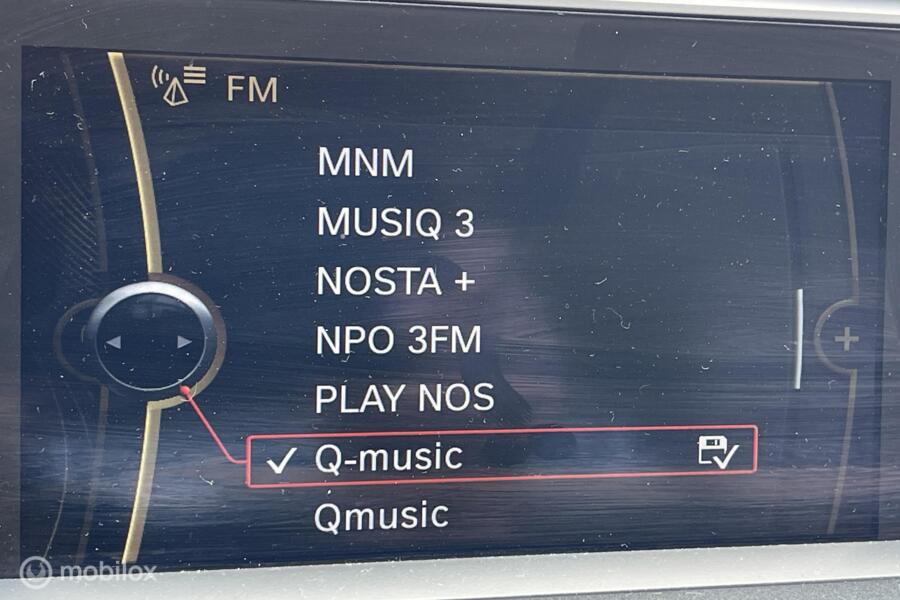 FM
MNM
MUSIQ 3
NOSTA +
NPO 3FM
PLAY NOS
Q-music
Qmusic
mobilox